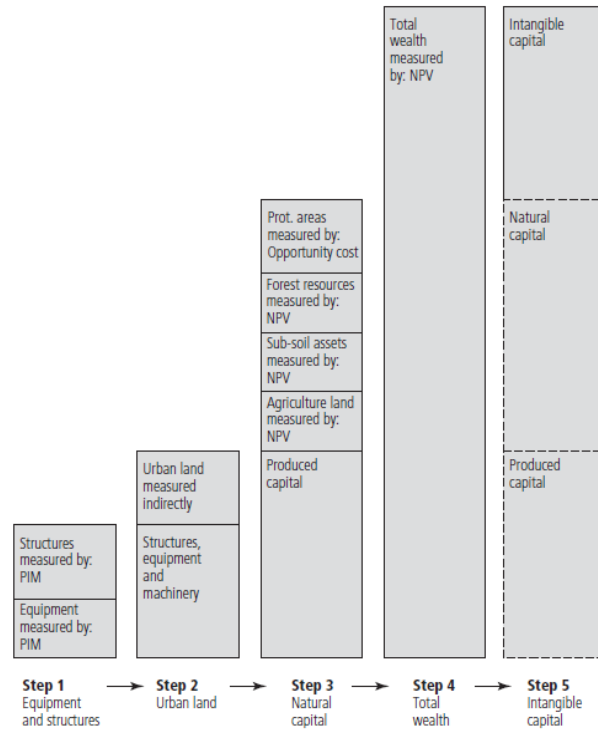 Total
wealth
measured
by: NPV
Intangible
capital
Prot. areas
measured by:
Opportunity cost
Natural
capital
Forest resources
measured by:
NPV
Sub-soil assets
measured by:
NPV
Agriculture land
measured by:
NPV
Urban land
measured
indirectly
Produced
capital
Produced
capital
Structures
measured by:
PIM
Structures,
equipment
and
machinery
Equipment
measured by:
PIM
Step 1
Equipment
and structures
Step 2
Urban land
Step 3
Natural
capital
Step 4
Total
wealth
Step 5
Intangible
capital